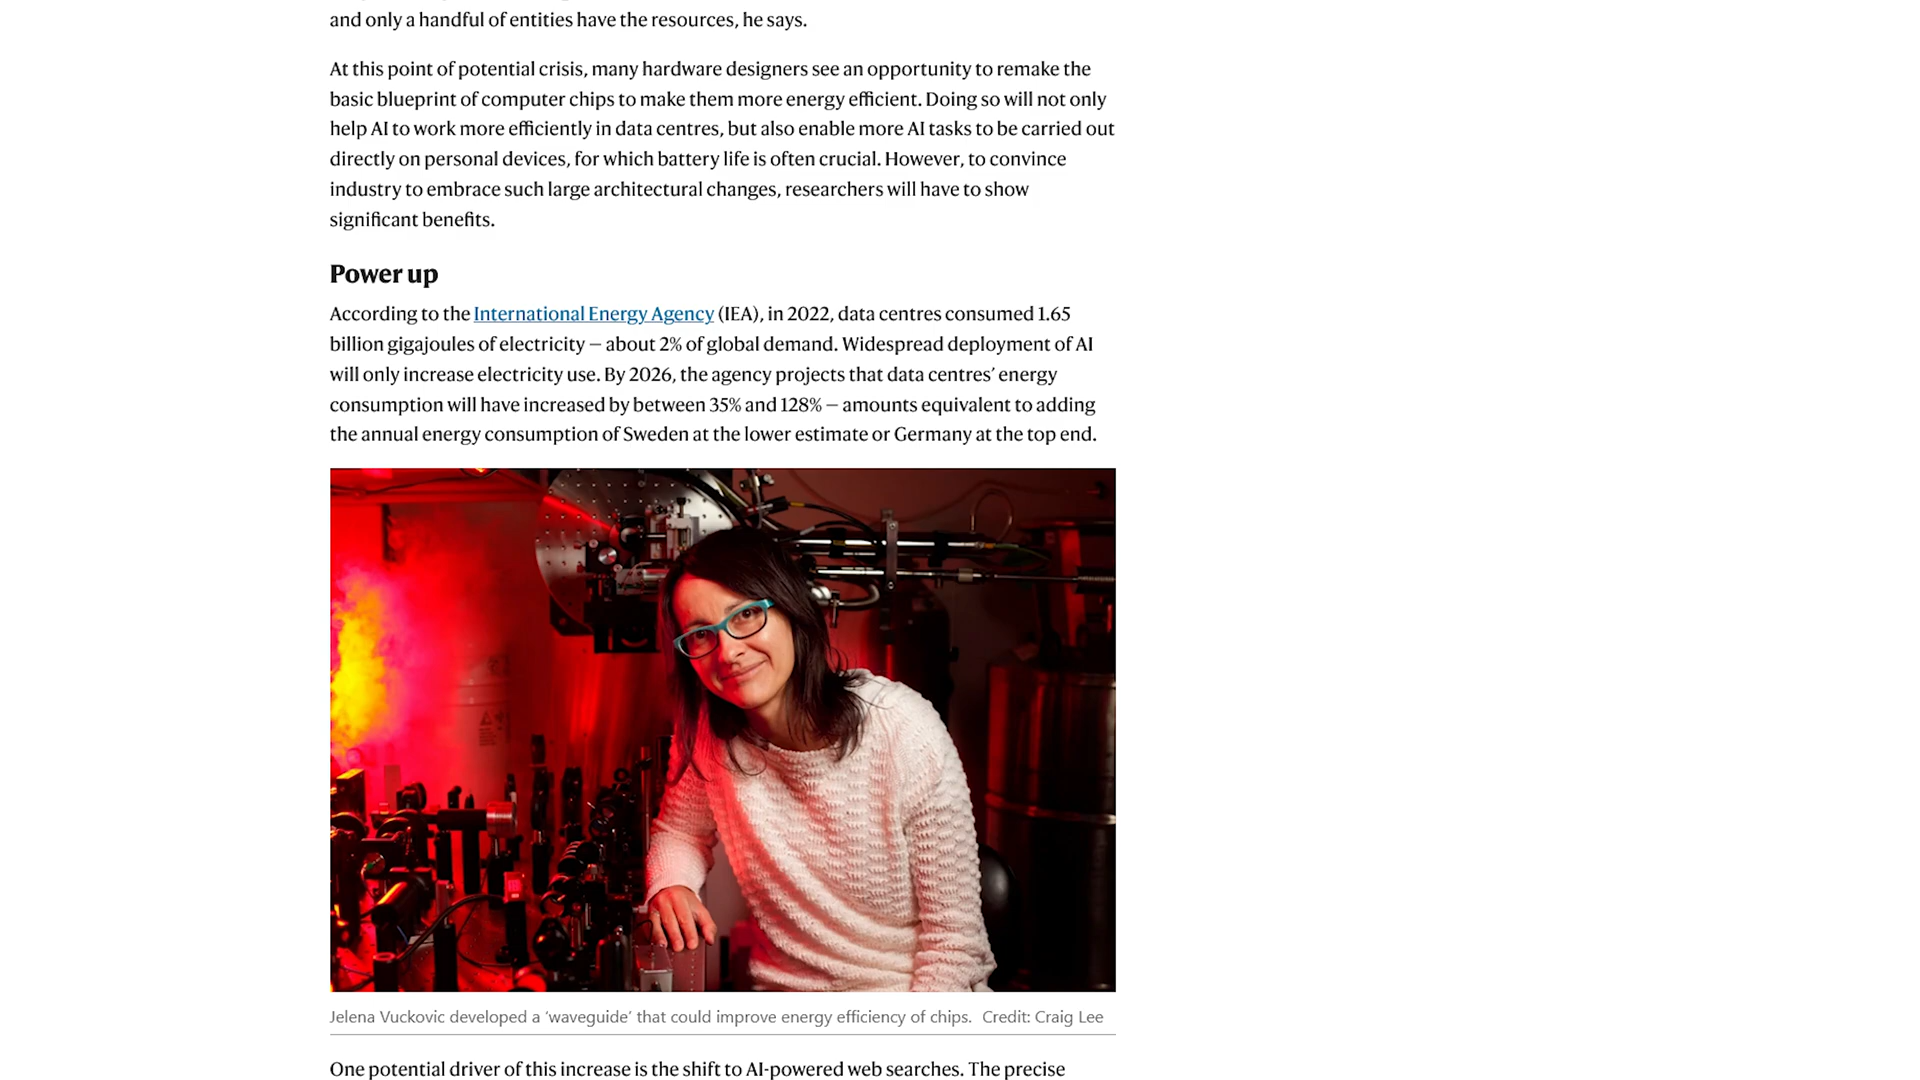 and only a handful of entities have the resources, he says.
At this point of potential crisis, many hardware designers see an opportunity to remake the
basic blueprint of computer chips to make them more energy efficient. Doing so will not only
help AI to work more efficiently in data centres, but also enable more AI tasks to be carried out
directly on personal devices, for which battery life is often crucial. However, to convince
industry to embrace such large architectural changes, researchers will have to show
significant benefits.
Power up
According to the International Energy Agency (IEA), in 2022, data centres consumed 1.65
billion gigajoules of electricity — about 2% of global demand. Widespread deployment of AI
will only increase electricity use. By 2026, the agency projects that data centres’ energy
consumption will have increased by between 35% and 128% — amounts equivalent to adding
the annual energy consumption of Sweden at the lower estimate or Germany at the top end.
Jelena Vuckovic developed a ‘waveguide’ that could improve energy efficiency of chips. Credit: Craig Lee
One potential driver of this increase is the shift to AI-powered web searches. The precise